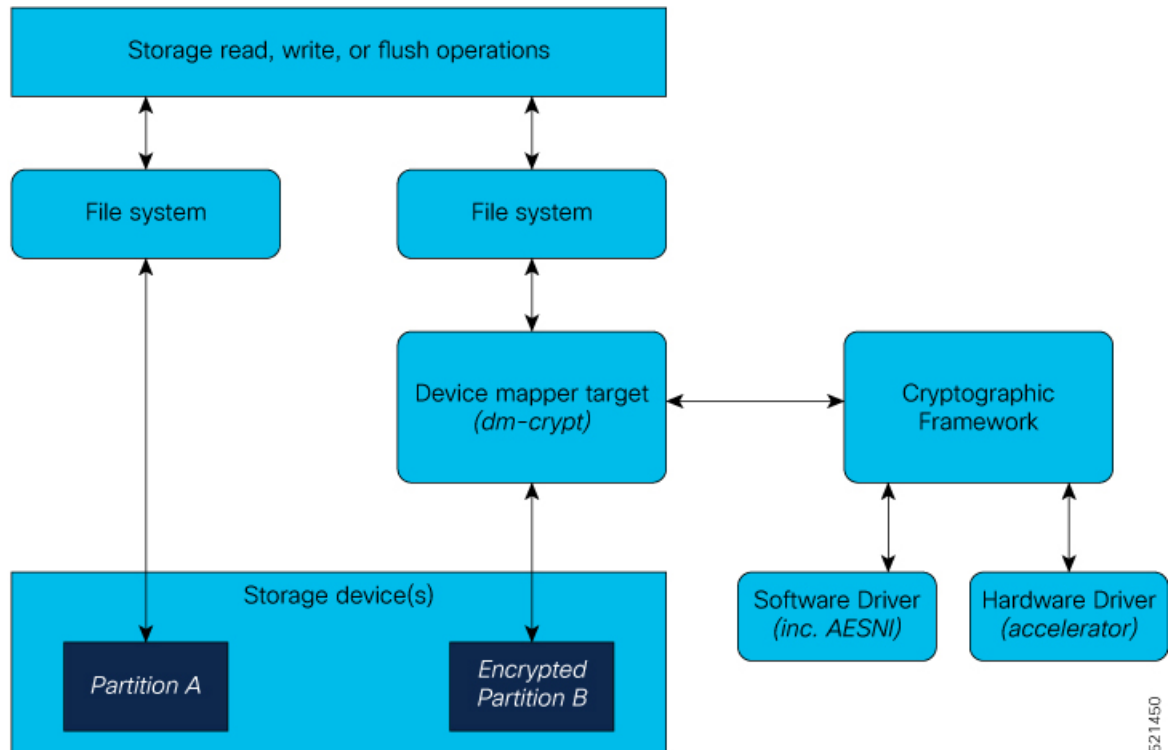 Storage read, write, or flush operations
File system
File system
Device mapper target
(dm-crypt)
Cryptographic
Framework
Storage device(s)
Software Driver
(inc. AESNI)
Hardware Driver
(accelerator)
Partition A
Encrypted
Partition B
521450